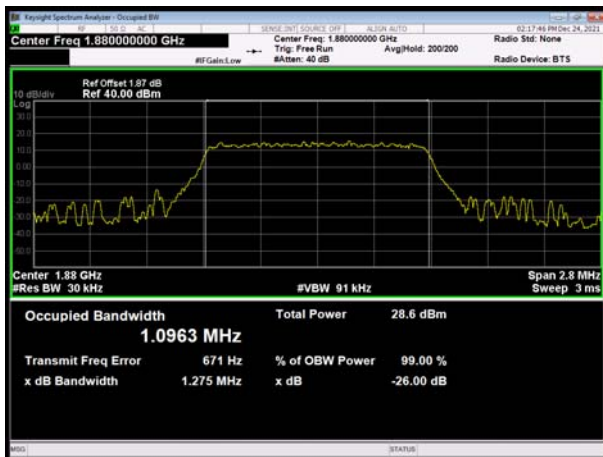 Keysight Spectrum Analyzer - Occupied BW
RF 50 Ω AC SENSE:INT SOURCE OFF ALIGN AUTO 02:17:46 PM Dec 24, 2021
Center Freq 1.880000000 GHz Center Freq: 1.880000000 GHz Radio Std: None
Trig: Free Run Avg|Hold: 200/200
#IFGain:Low #Atten: 40 dB Radio Device: BTS
Ref Offset 1.87 dB
10 dB/div Ref 40.00 dBm
Log
30.0
20.0
10.0
0.00
-10.0
-20.0
-30.0
-40.0
-50.0
Center 1.88 GHz Span 2.8 MHz
#Res BW 30 kHz #VBW 91 kHz Sweep 3 ms
Occupied Bandwidth Total Power 28.6 dBm
1.0963 MHz
Transmit Freq Error 671 Hz % of OBW Power 99.00 %
x dB Bandwidth 1.275 MHz x dB -26.00 dB
MSG STATUS